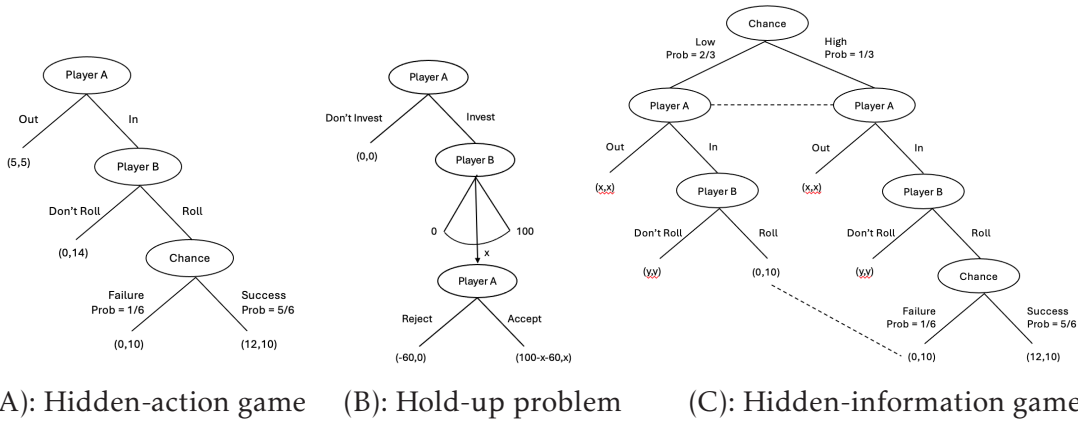 Player A
Out
In
(5,5)
Player B
Don't Roll
Roll
(0,14)
Chance
Failure
Prob = 1/6
Success
Prob = 5/6
(0,10)
(12,10)
A): Hidden-action game
Player A
Don't Invest
Invest
(0,0)
Player B
0
100
x
Player A
Reject
Accept
(-60,0)
(100-x-60,x)
(B): Hold-up problem
Chance
Low
Prob = 2/3
High
Prob = 1/3
Player A
Player A
Out
In
Out
In
(x,x)
Player B
(x,x)
Player B
Don't Roll
Roll
Don't Roll
Roll
(y,y)
(0,10)
(y,y)
Chance
Failure
Prob = 1/6
Success
Prob = 5/6
(0,10)
(12,10)
(C): Hidden-information game